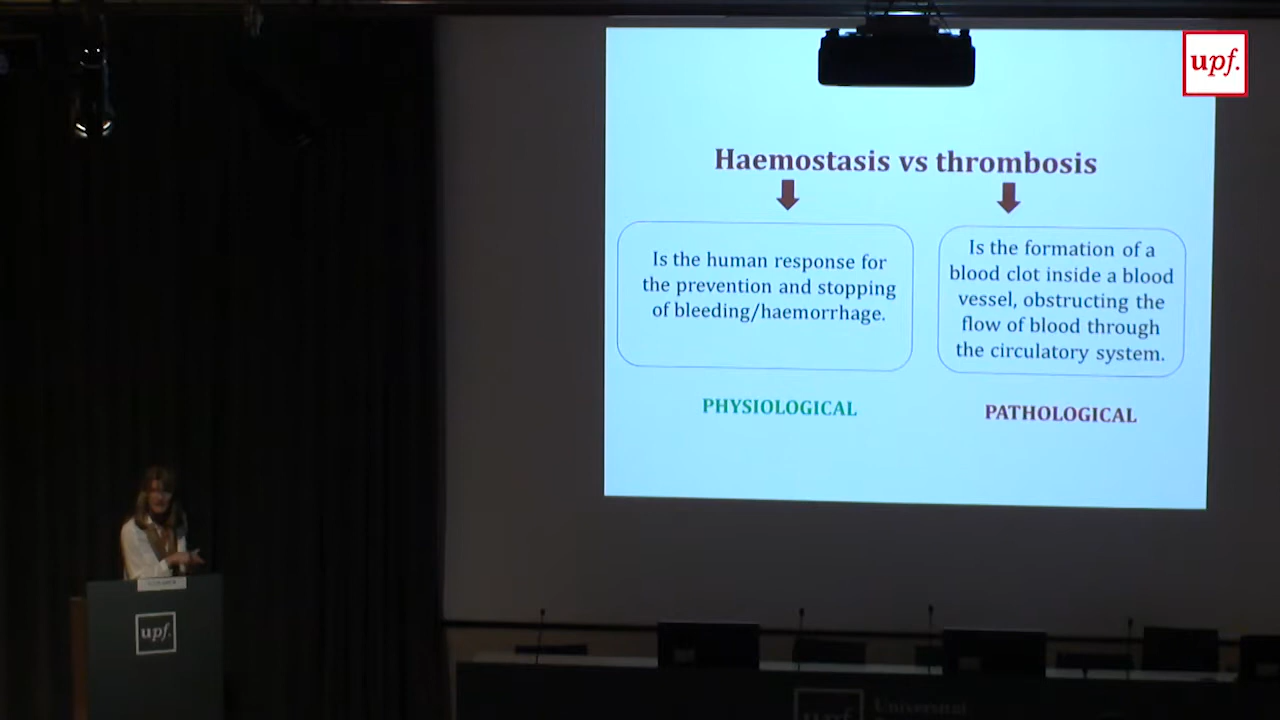 upf.
Haemostasis vs thrombosis
Is the human response for
the prevention and stopping
of bleeding/haemorrhage.
PHYSIOLOGICAL
Is the formation of a
blood clot inside a blood
vessel, obstructing the
flow of blood through
the circulatory system.
PATHOLOGICAL
upf.
upf.
Universitat